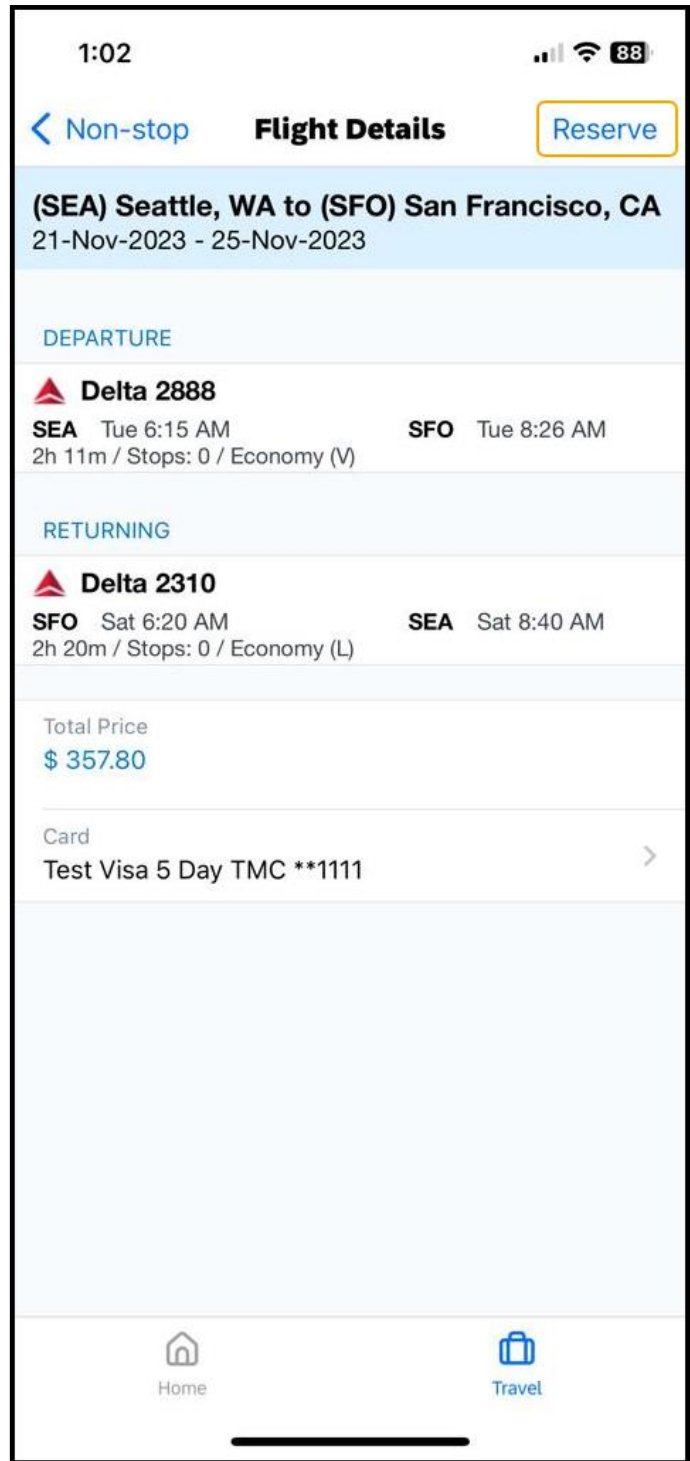 1:02 88
Non-stop Flight Details Reserve
(SEA) Seattle, WA to (SFO) San Francisco, CA
21-Nov-2023 - 25-Nov-2023
DEPARTURE
Delta 2888
SEA Tue 6:15 AM SFO Tue 8:26 AM
2h 11m / Stops: 0 / Economy (V)
RETURNING
Delta 2310
SFO Sat 6:20 AM SEA Sat 8:40 AM
2h 20m / Stops: 0 / Economy (L)
Total Price
$ 357.80
Card
Test Visa 5 Day TMC **1111
Home Travel